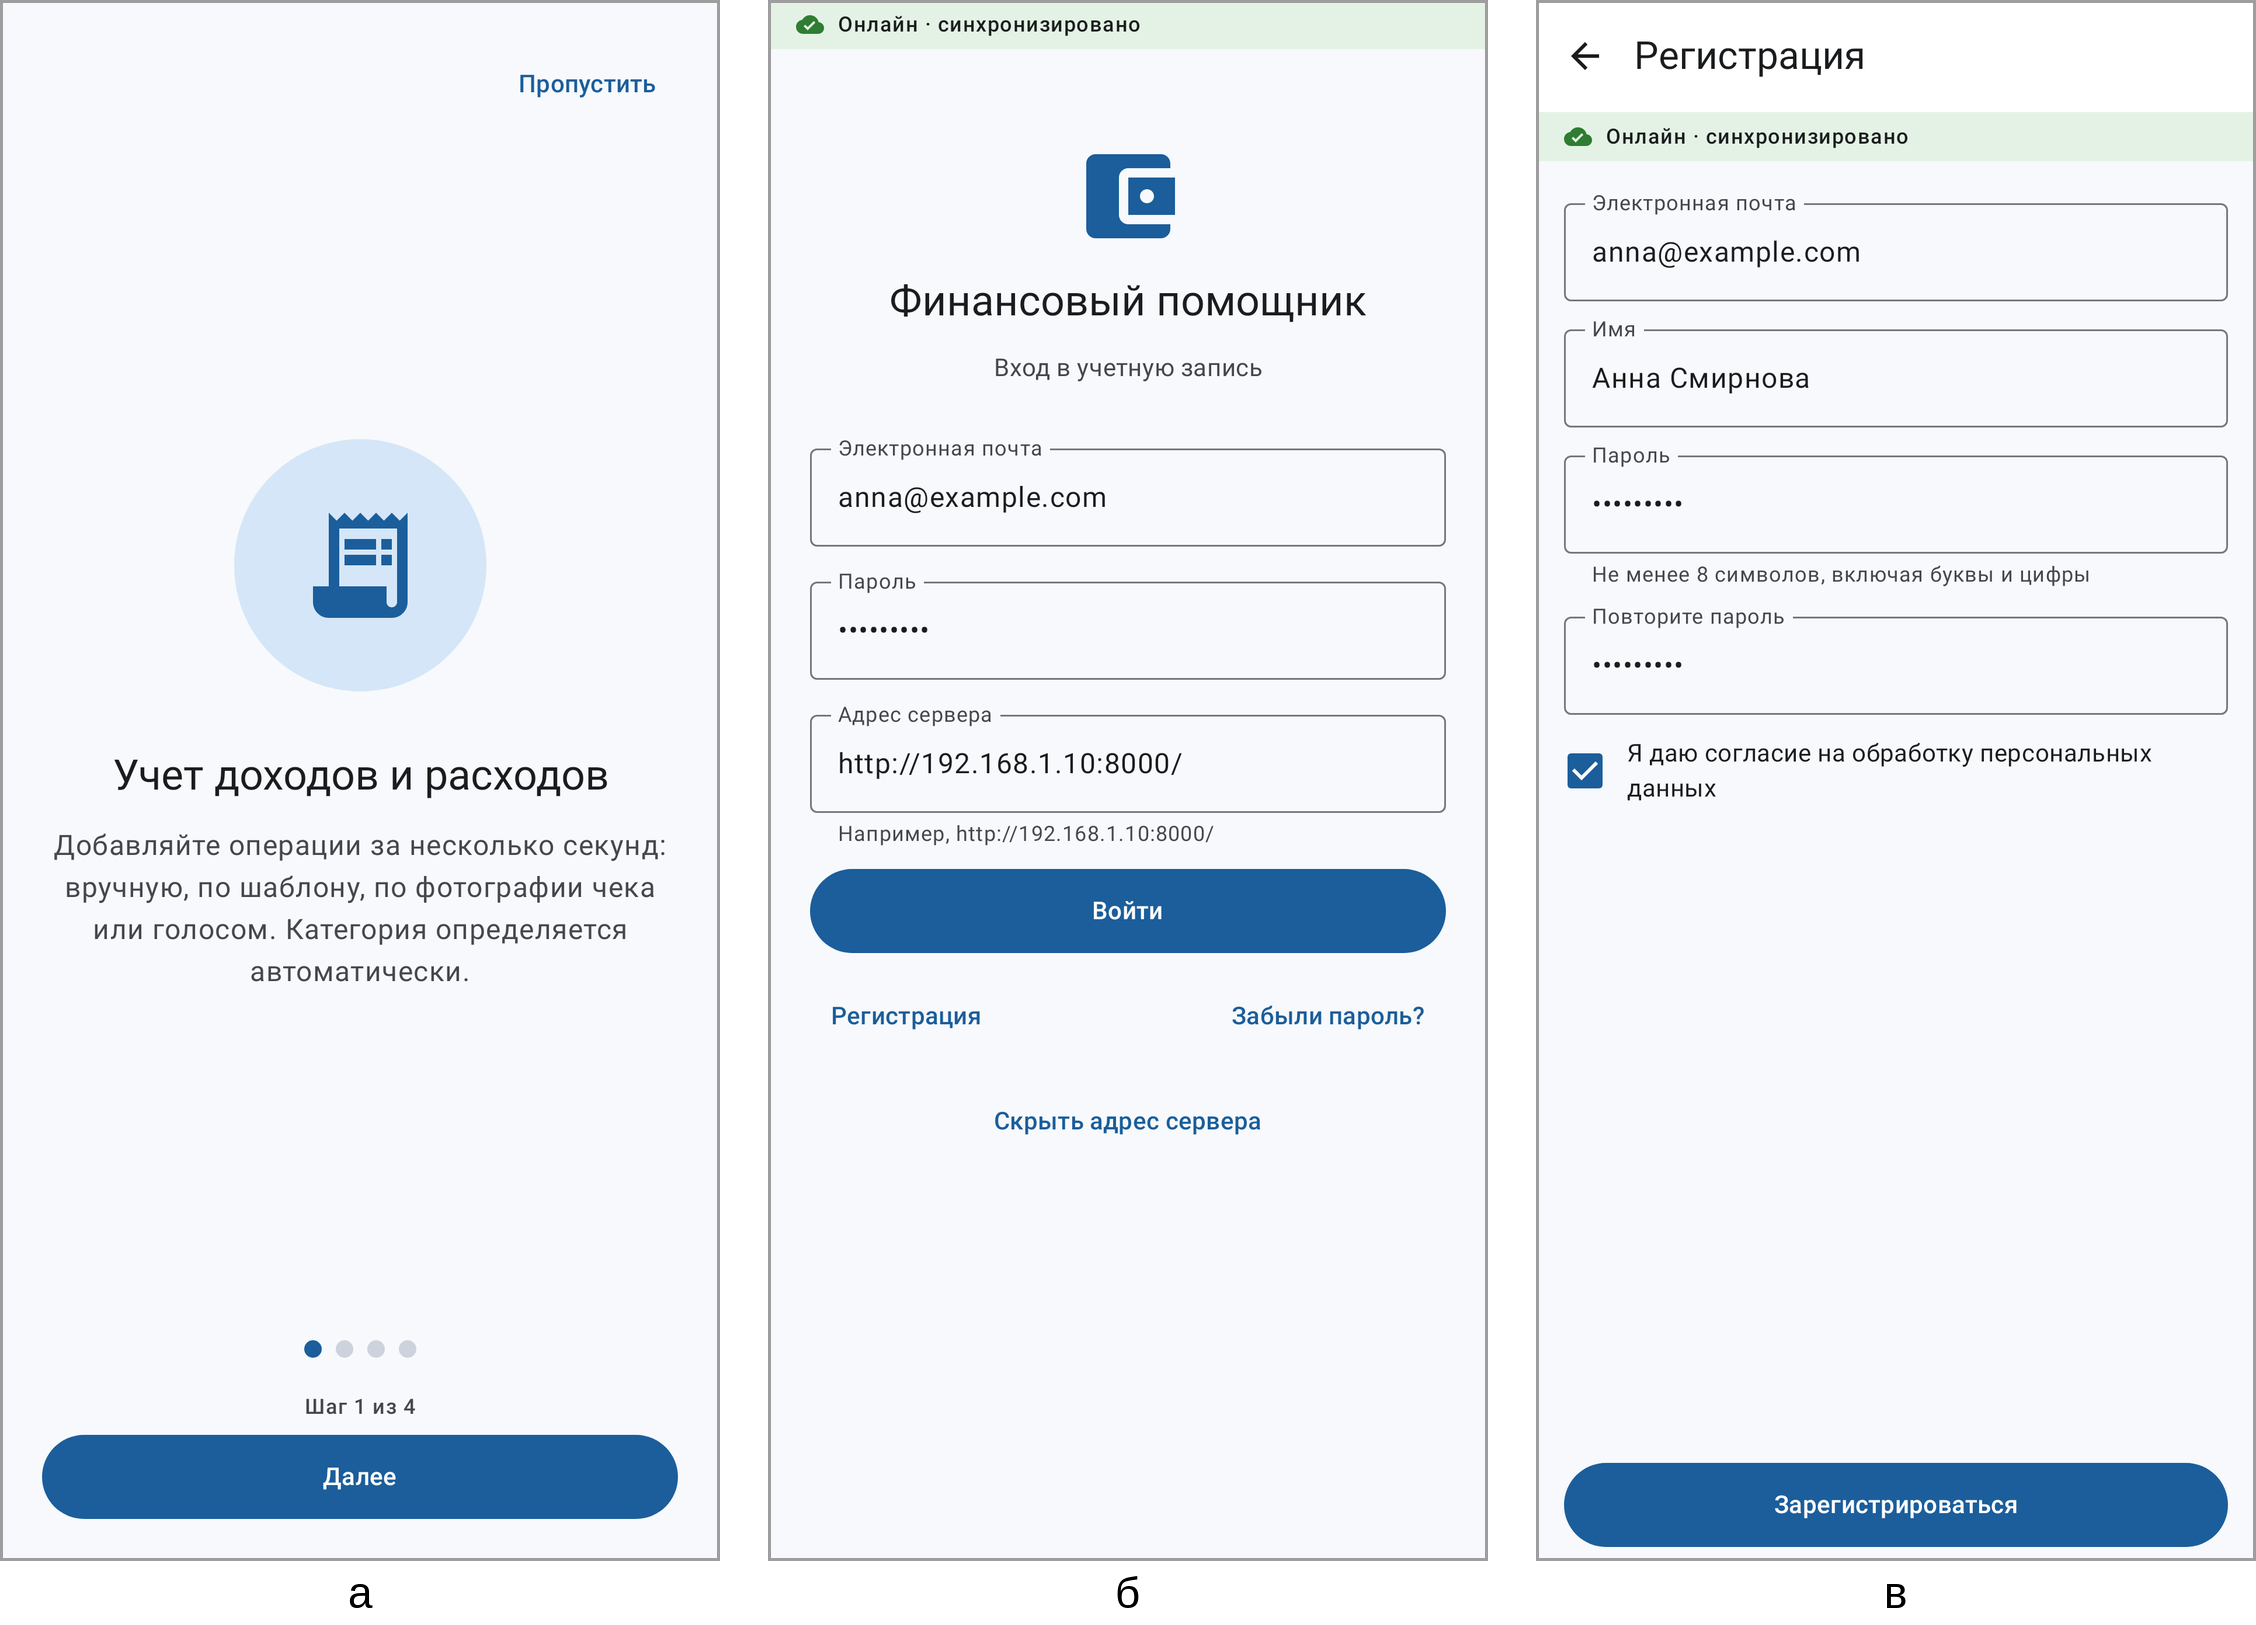 Пропустить
Учет доходов и расходов
Добавляйте операции за несколько секунд:
вручную, по шаблону, по фотографии чека
или голосом. Категория определяется
автоматически.
Шаг 1 из 4
Далее
а
Онлайн · синхронизировано
Финансовый помощник
Вход в учетную запись
Электронная почта
anna@example.com
Пароль
•••••••••
Адрес сервера
http://192.168.1.10:8000/
Например, http://192.168.1.10:8000/
Войти
Регистрация
Забыли пароль?
Скрыть адрес сервера
б
Регистрация
Онлайн · синхронизировано
Электронная почта
anna@example.com
Имя
Анна Смирнова
Пароль
•••••••••
Не менее 8 символов, включая буквы и цифры
Повторите пароль
•••••••••
Я даю согласие на обработку персональных
данных
Зарегистрироваться
в